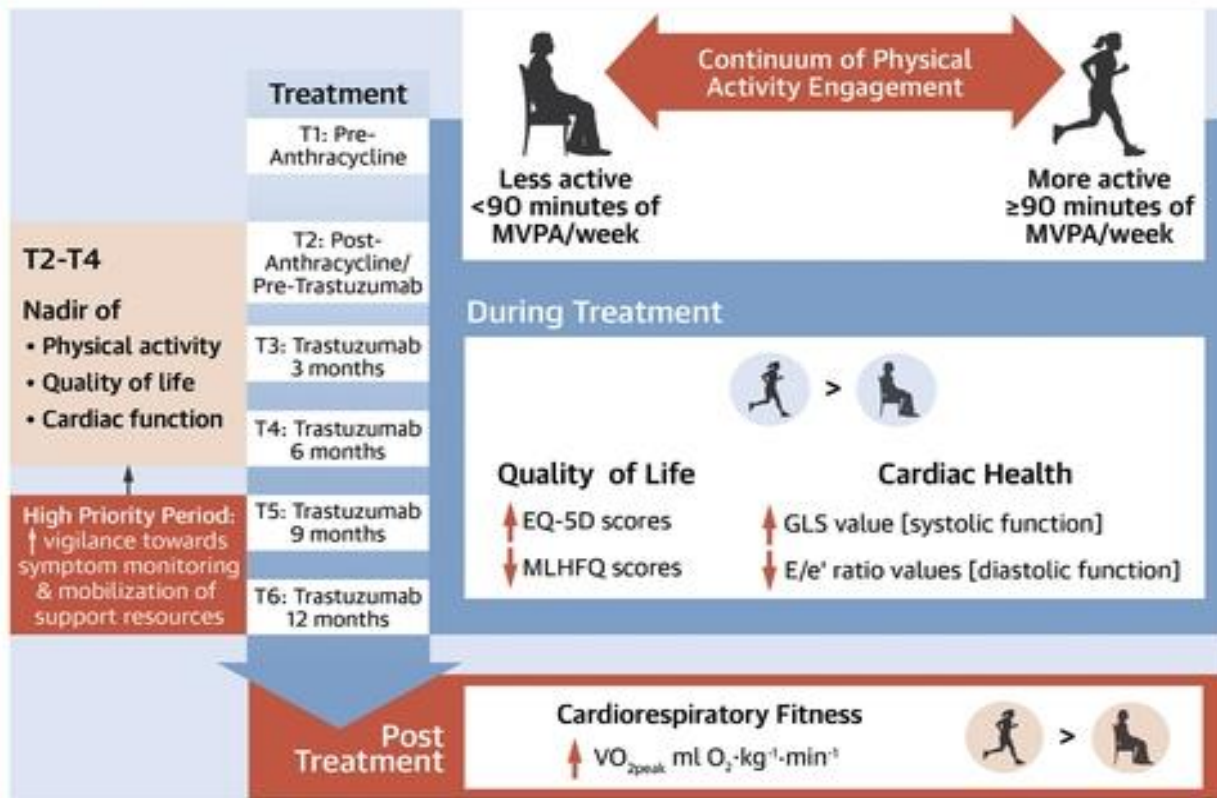 Continuum of Physical
Activity Engagement
Less active
<90 minutes of
MVPA/week
More active
≥90 minutes of
MVPA/week
Treatment
T1: Pre-
Anthracycline
T2: Post-
Anthracycline/
Pre-Trastuzumab
T3: Trastuzumab
3 months
T4: Trastuzumab
6 months
T5: Trastuzumab
9 months
T6: Trastuzumab
12 months
T2-T4
Nadir of
• Physical activity
• Quality of life
• Cardiac function
High Priority Period:
↑ vigilance towards
symptom monitoring
& mobilization of
support resources
During Treatment
>
Quality of Life
↑ EQ-5D scores
↓ MLHFQ scores
Cardiac Health
↑ GLS value [systolic function]
↓ E/e' ratio values [diastolic function]
Post
Treatment
Cardiorespiratory Fitness
↑ VO₂peak ml O₂·kg⁻¹·min⁻¹
>